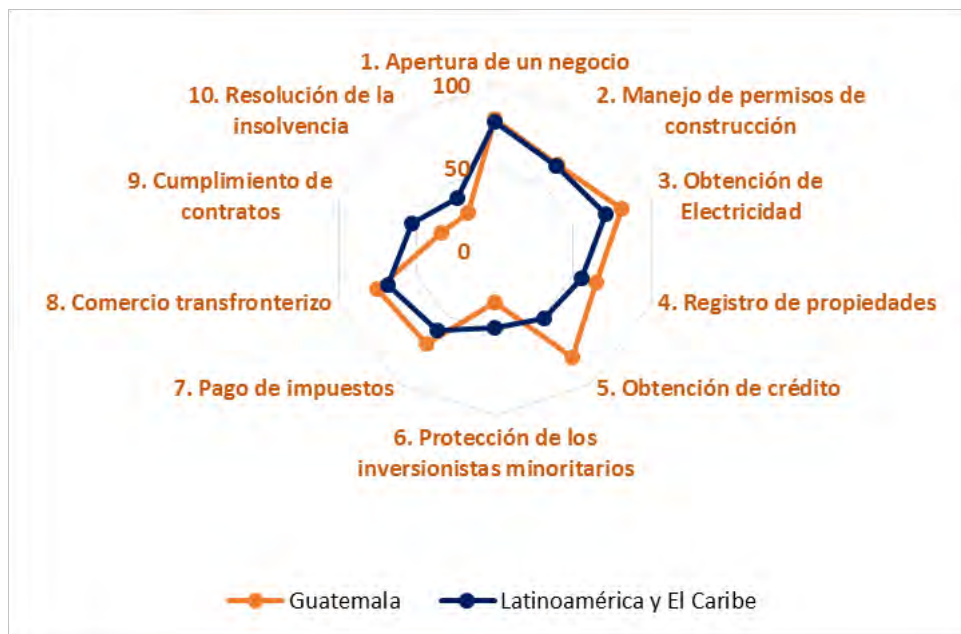 1. Apertura de un negocio
100
10. Resolución de la
insolvencia
2. Manejo de permisos de
construcción
50
9. Cumplimiento de
contratos
3. Obtención de
Electricidad
0
8. Comercio transfronterizo
4. Registro de propiedades
7. Pago de impuestos
5. Obtención de crédito
6. Protección de los
inversionistas minoritarios
Guatemala
Latinoamérica y El Caribe